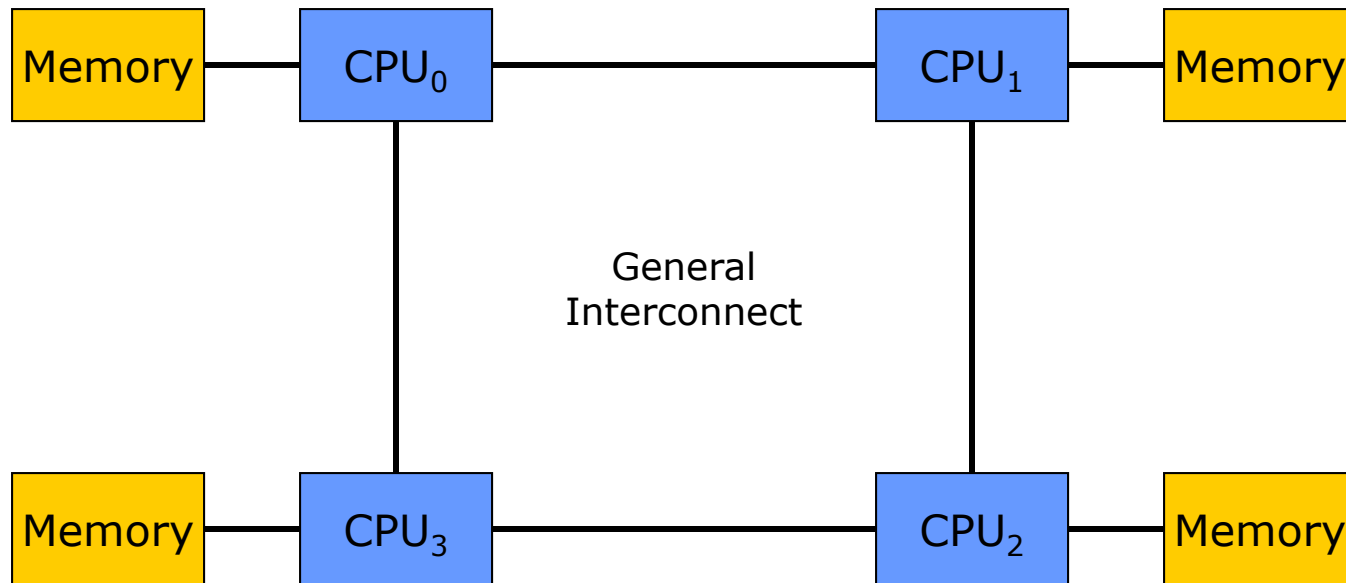 Memory CPU₀ CPU₁ Memory
General
Interconnect
Memory CPU₃ CPU₂ Memory